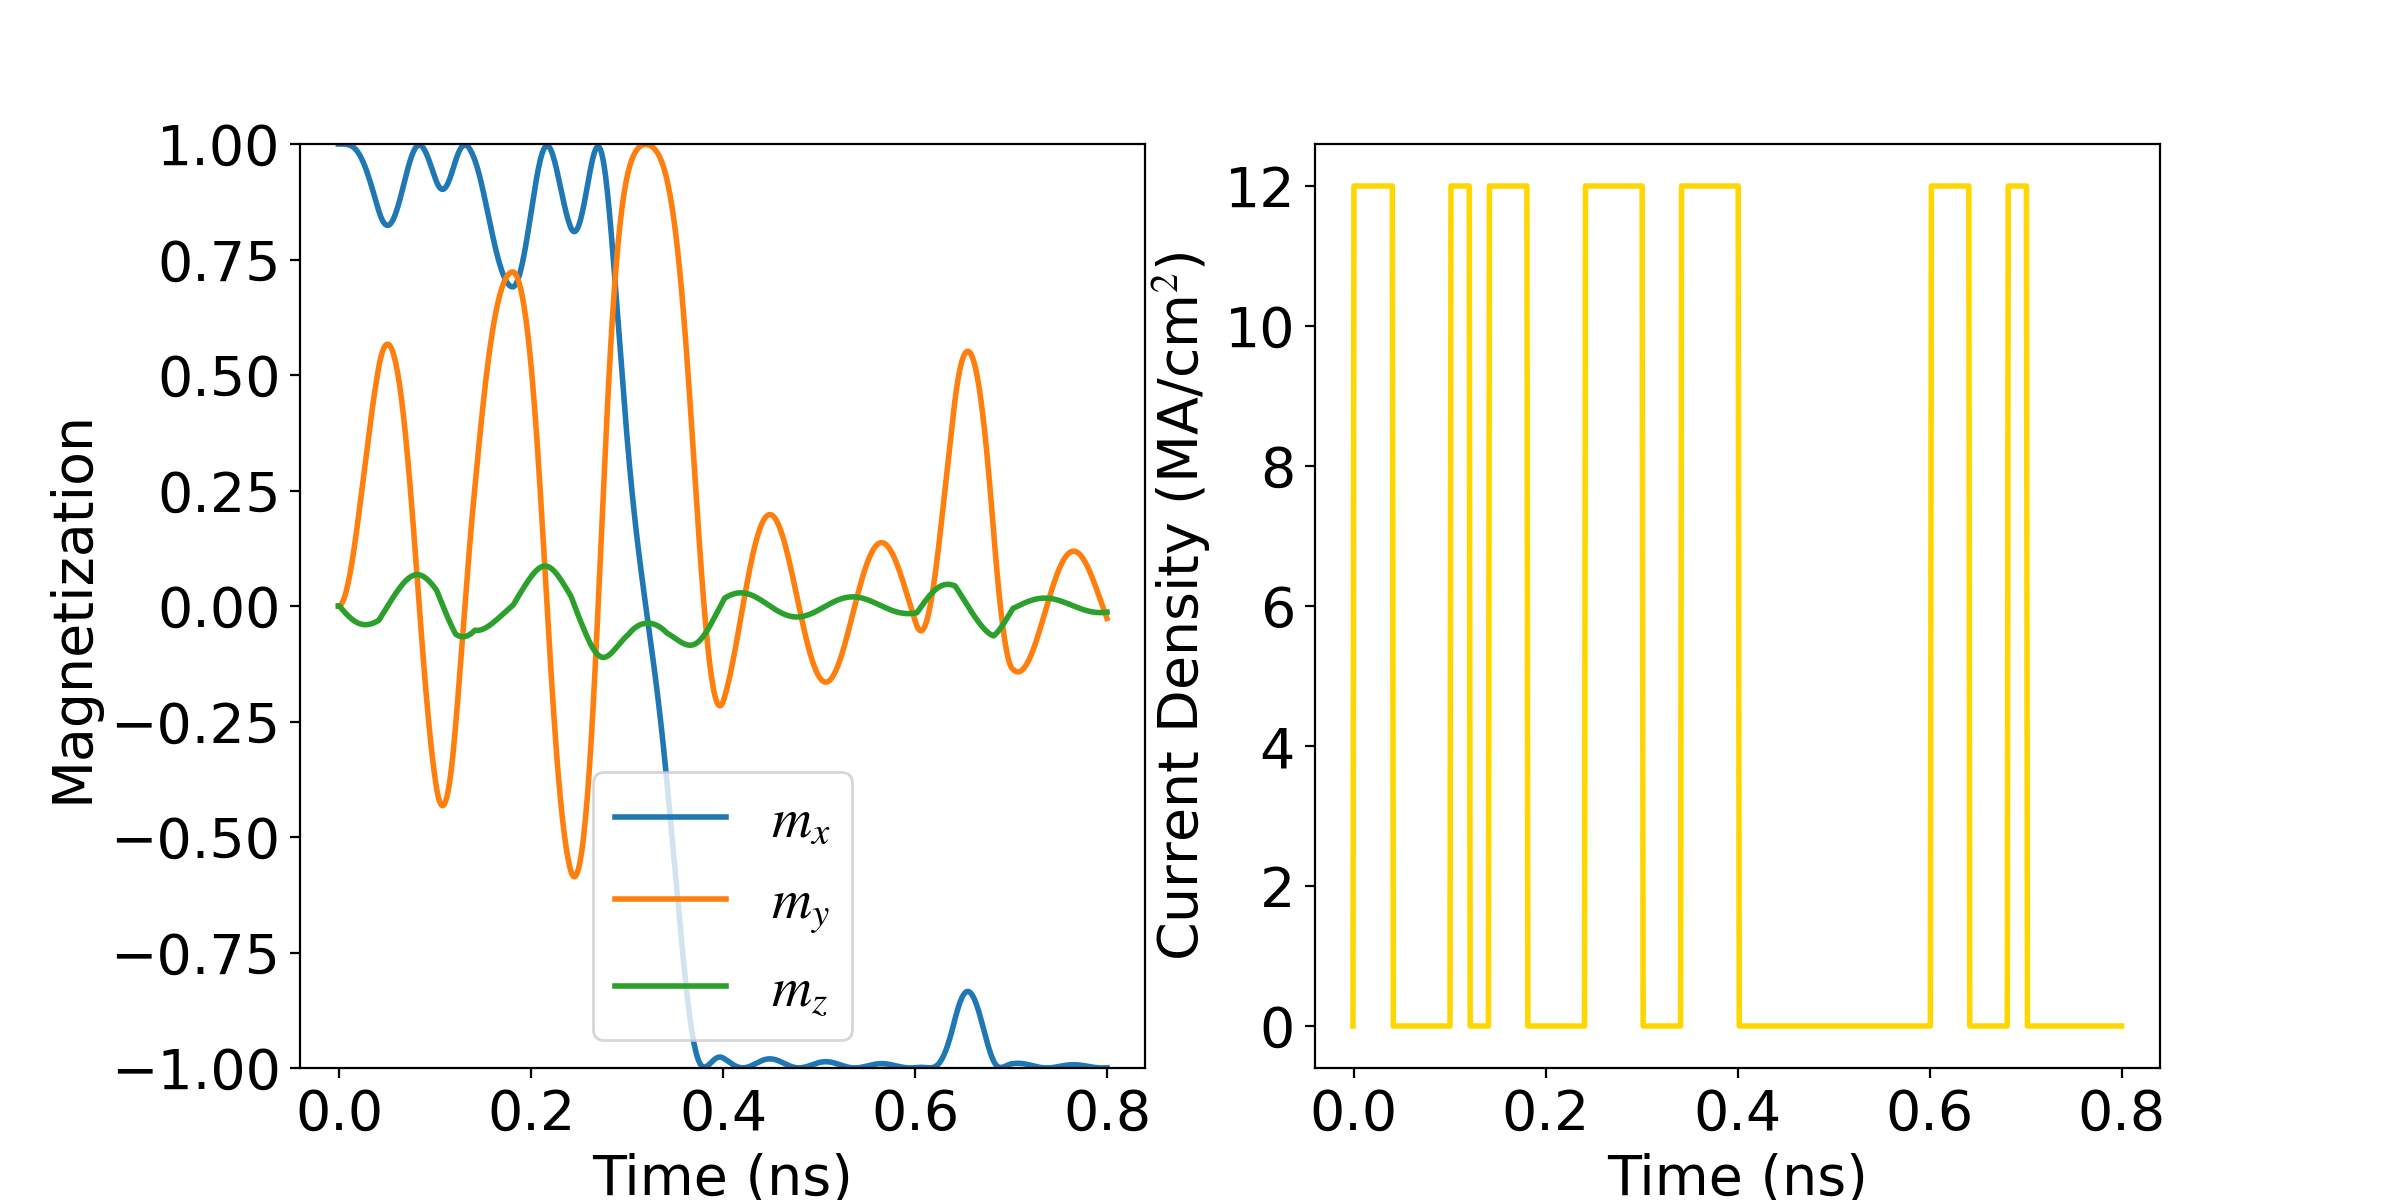 Magnetization
1.00
0.75
0.50
0.25
0.00
−0.25
−0.50
−0.75
−1.00
0.0 0.2 0.4 0.6 0.8
Time (ns)
m_x
m_y
m_z
Current Density (MA/cm²)
12
10
8
6
4
2
0
0.0 0.2 0.4 0.6 0.8
Time (ns)